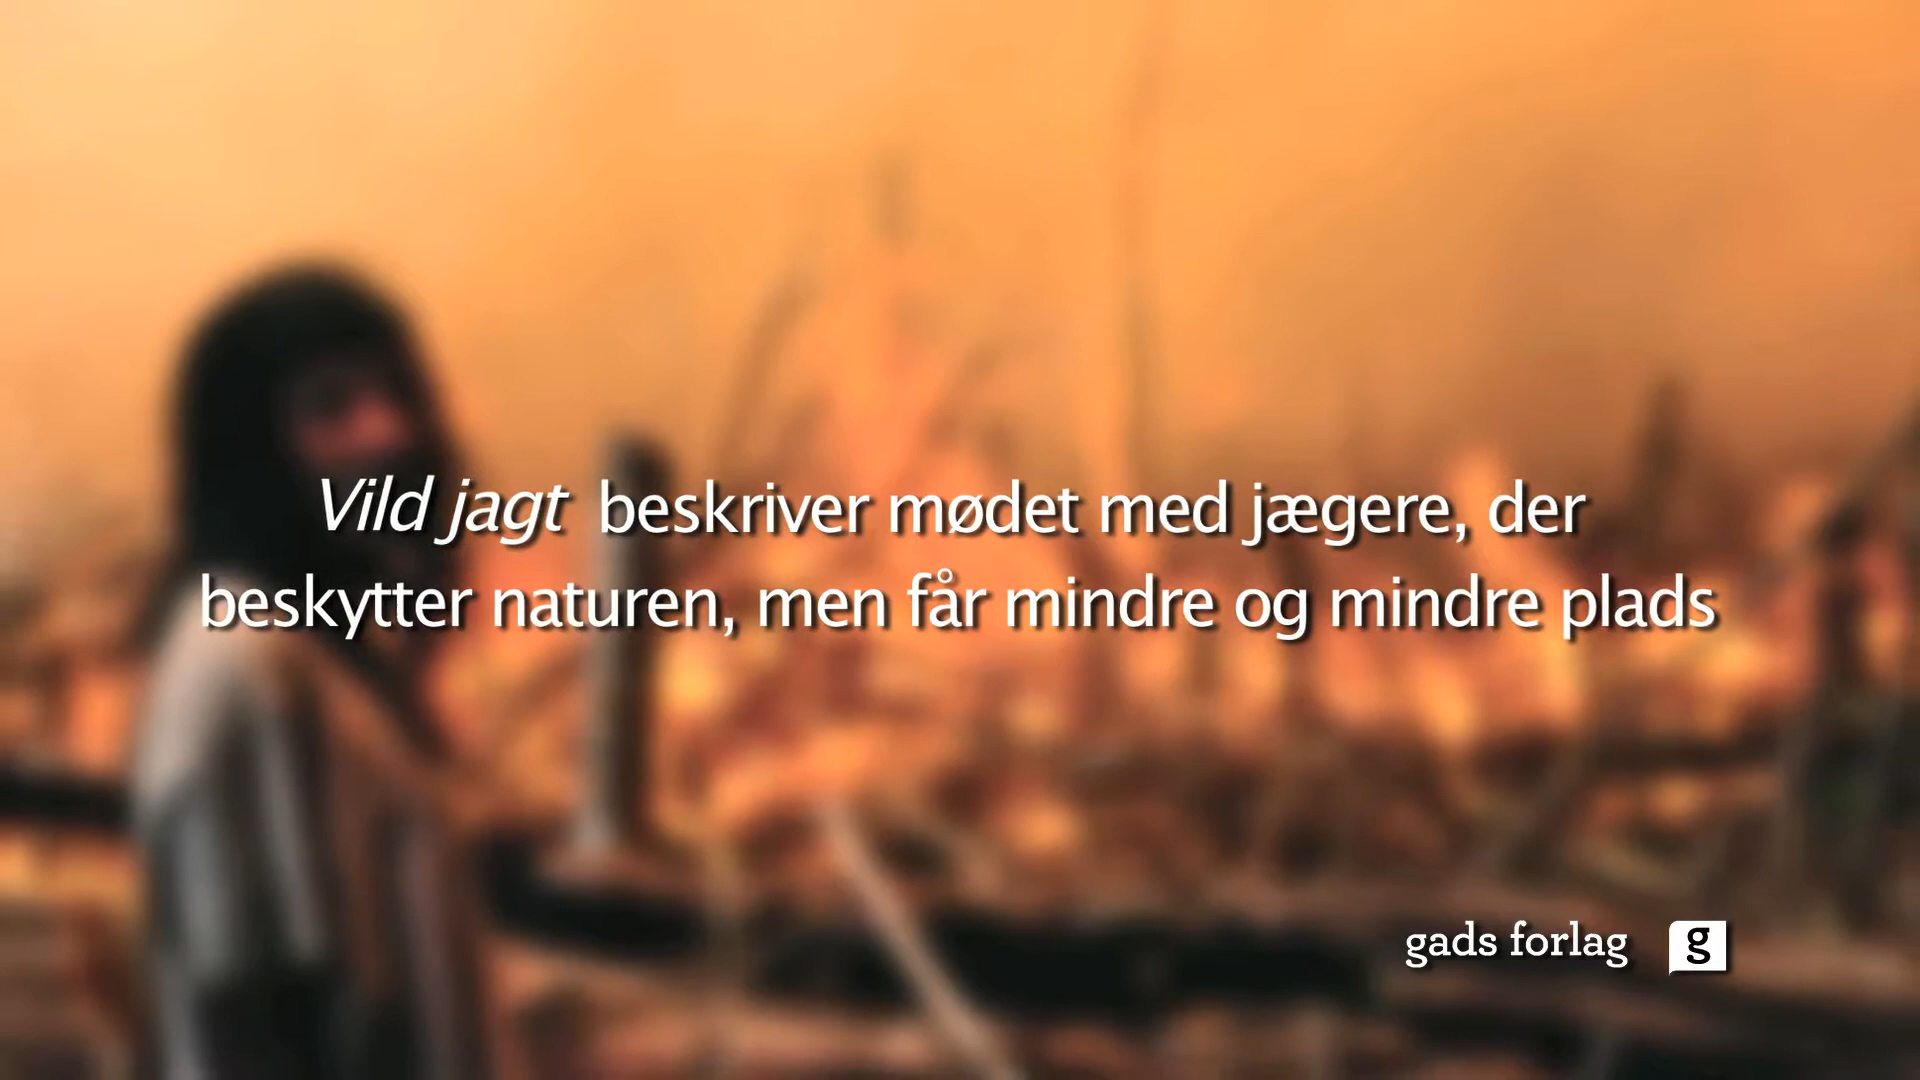 Vild jagt beskriver mødet med jægere, der
beskytter naturen, men får mindre og mindre plads
gads forlag g